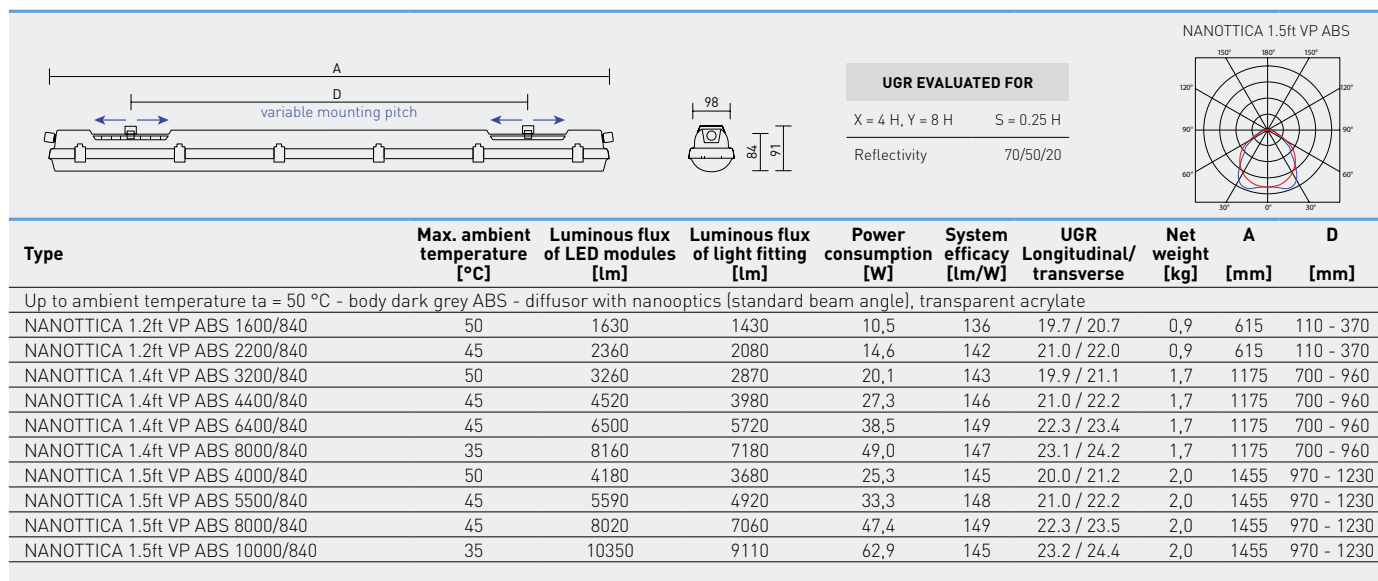 NANOTTICA 1.5ft VP ABS
150° 180° 150°
120° 120°
90° 90°
60° 60°
30° 0° 30°
A
D
variable mounting pitch
98
84
91
UGR EVALUATED FOR
X = 4 H, Y = 8 H S = 0.25 H
Reflectivity 70/50/20
Type Max. ambient temperature [°C] Luminous flux of LED modules [lm] Luminous flux of light fitting [lm] Power consumption [W] System efficacy [lm/W] UGR Longitudinal/ transverse Net weight [kg] A [mm] D [mm]
Up to ambient temperature ta = 50 °C - body dark grey ABS - diffusor with nanooptics (standard beam angle), transparent acrylate
NANOTTICA 1.2ft VP ABS 1600/840 50 1630 1430 10,5 136 19.7 / 20.7 0,9 615 110 - 370
NANOTTICA 1.2ft VP ABS 2200/840 45 2360 2080 14,6 142 21.0 / 22.0 0,9 615 110 - 370
NANOTTICA 1.4ft VP ABS 3200/840 50 3260 2870 20,1 143 19.9 / 21.1 1,7 1175 700 - 960
NANOTTICA 1.4ft VP ABS 4400/840 45 4520 3980 27,3 146 21.0 / 22.2 1,7 1175 700 - 960
NANOTTICA 1.4ft VP ABS 6400/840 45 6500 5720 38,5 149 22.3 / 23.4 1,7 1175 700 - 960
NANOTTICA 1.4ft VP ABS 8000/840 35 8160 7180 49,0 147 23.1 / 24.2 1,7 1175 700 - 960
NANOTTICA 1.5ft VP ABS 4000/840 50 4180 3680 25,3 145 20.0 / 21.2 2,0 1455 970 - 1230
NANOTTICA 1.5ft VP ABS 5500/840 45 5590 4920 33,3 148 21.0 / 22.2 2,0 1455 970 - 1230
NANOTTICA 1.5ft VP ABS 8000/840 45 8020 7060 47,4 149 22.3 / 23.5 2,0 1455 970 - 1230
NANOTTICA 1.5ft VP ABS 10000/840 35 10350 9110 62,9 145 23.2 / 24.4 2,0 1455 970 - 1230